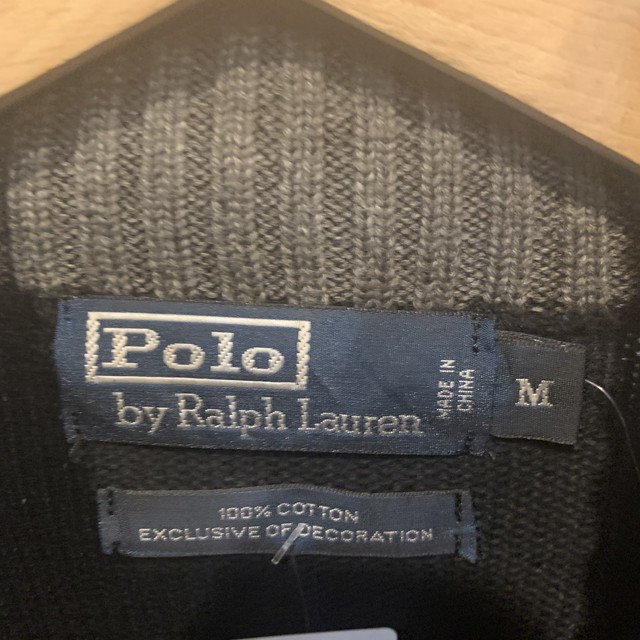 Polo
by Ralph Lauren
MADE IN
CHINA
M
100% COTTON
EXCLUSIVE OF DECORATION